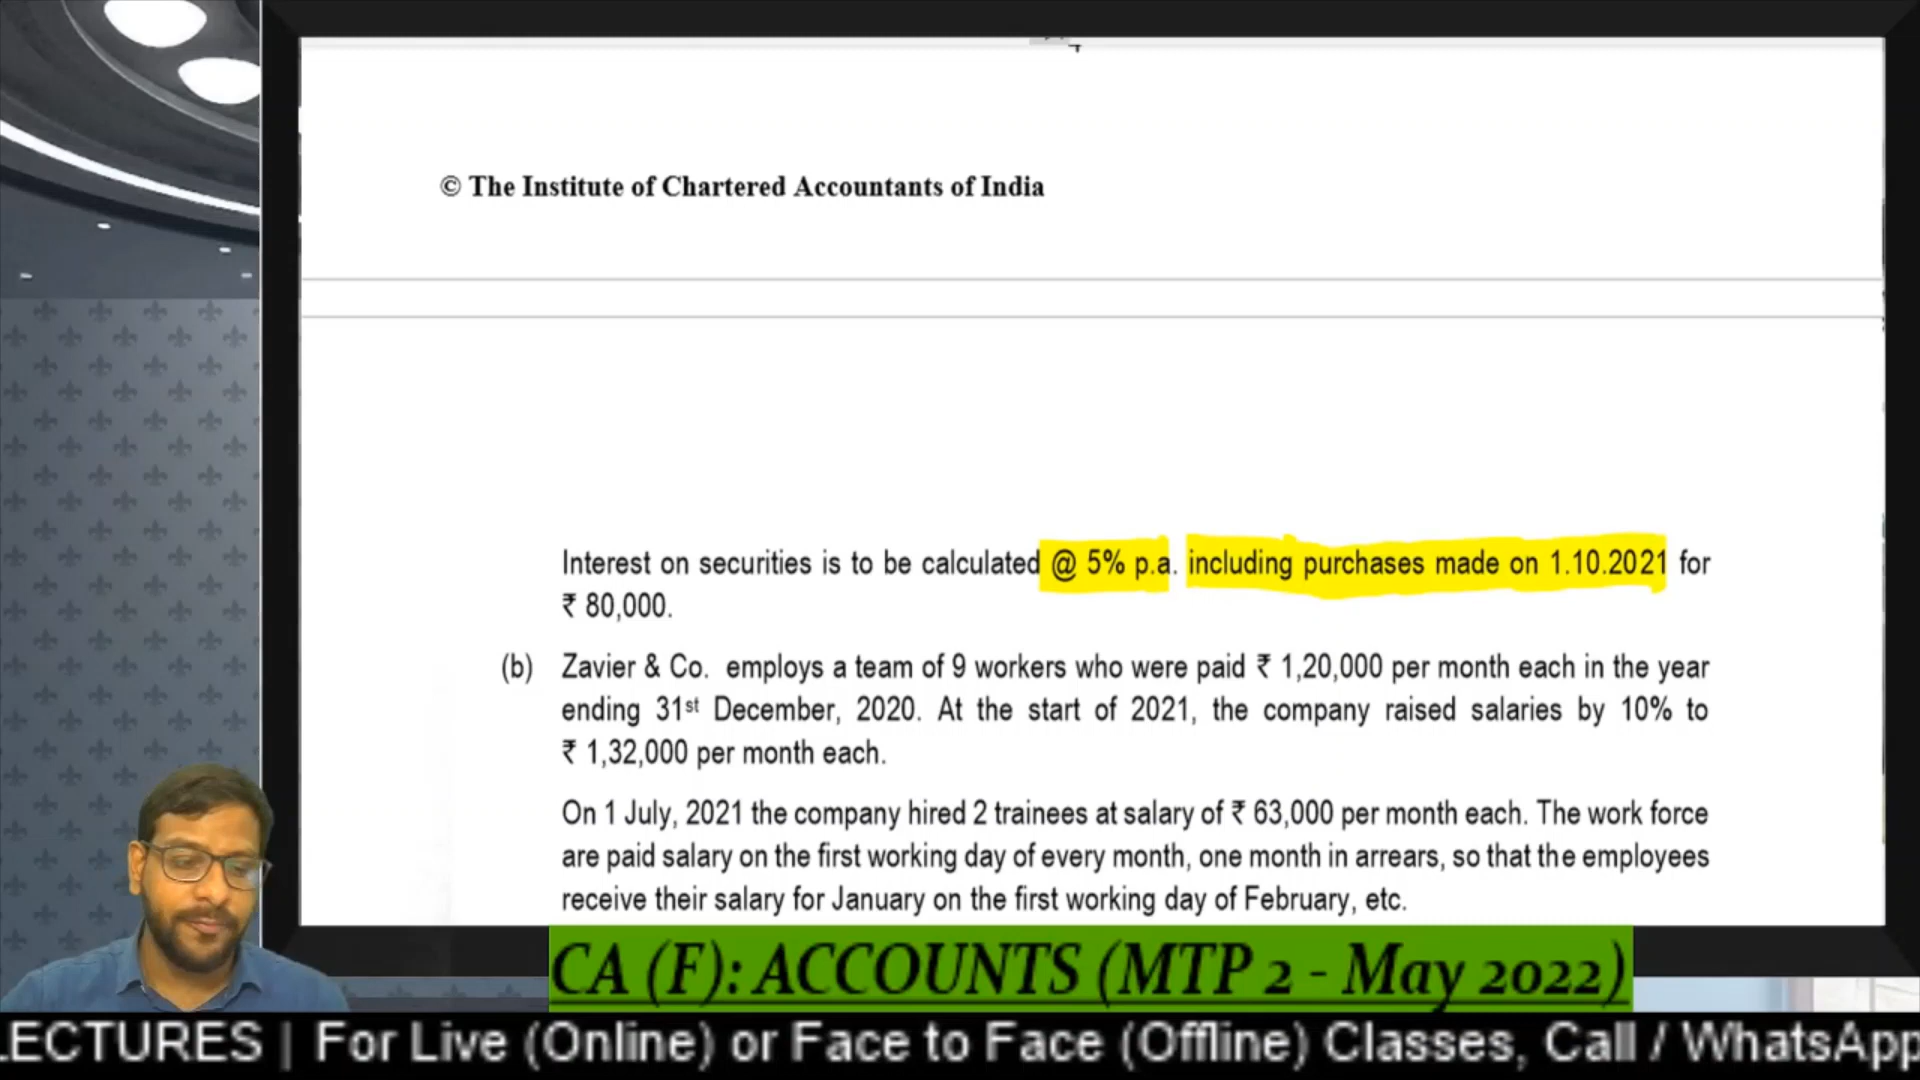 © The Institute of Chartered Accountants of India
Interest on securities is to be calculated @ 5% p.a. including purchases made on 1.10.2021 for
₹ 80,000.
(b) Zavier & Co. employs a team of 9 workers who were paid ₹ 1,20,000 per month each in the year
ending 31st December, 2020. At the start of 2021, the company raised salaries by 10% to
₹ 1,32,000 per month each.
On 1 July, 2021 the company hired 2 trainees at salary of ₹ 63,000 per month each. The work force
are paid salary on the first working day of every month, one month in arrears, so that the employees
receive their salary for January on the first working day of February, etc.
CA (F): ACCOUNTS (MTP 2 - May 2022)
LECTURES | For Live (Online) or Face to Face (Offline) Classes, Call / WhatsApp